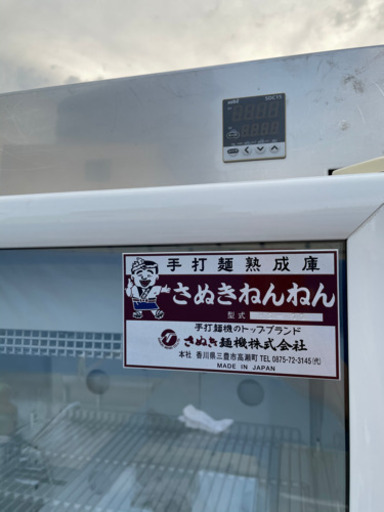 手打麺熟成庫
さぬきねんねん
型式
手打麺機のトップブランド
さぬき麺機株式会社
本社 香川県三豊市高瀬町 TEL 0875-72-3145㈹
MADE IN JAPAN